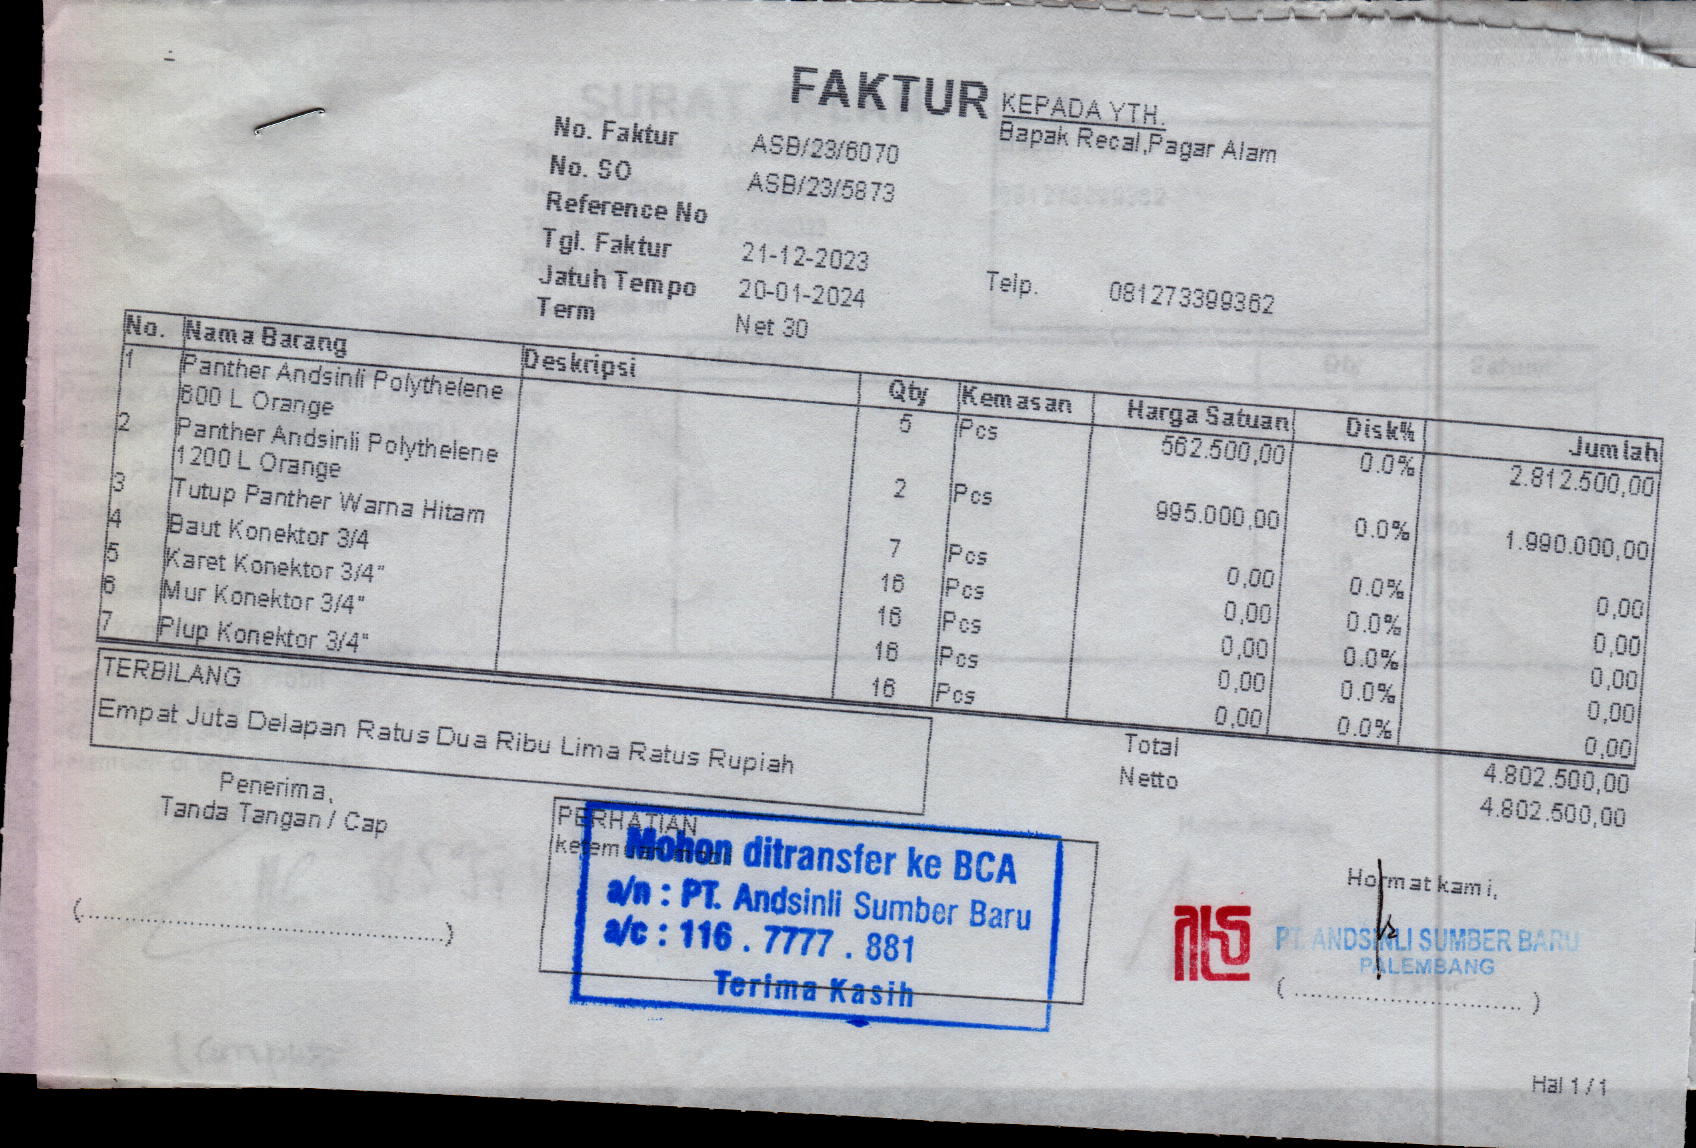 FAKTUR
KEPADA YTH.
Bapak Recal ,Pagar Alam
No. Faktur ASB/23/6070
No. SO ASB/23/5873
Reference No
Tgl. Faktur 21-12-2023
Jatuh Tempo 20-01-2024
Term Net 30
Telp. 081273399362
No. Nama Barang Deskripsi Qty Kemasan Harga Satuan Disk% Jumlah
1 Panther Andsinli Polythelene 5 Pcs 562.500,00 0.0% 2.812.500,00
600 L Orange
2 Panther Andsinli Polythelene 2 Pcs 995.000,00 0.0% 1.990.000,00
1200 L Orange
3 Tutup Panther Warna Hitam 7 Pcs 0,00 0.0% 0,00
4 Baut Konektor 3/4 16 Pcs 0,00 0.0% 0,00
5 Karet Konektor 3/4" 16 Pcs 0,00 0.0% 0,00
6 Mur Konektor 3/4" 16 Pcs 0,00 0.0% 0,00
7 Plup Konektor 3/4" 16 Pcs 0,00 0.0% 0,00
TERBILANG
Empat Juta Delapan Ratus Dua Ribu Lima Ratus Rupiah
Total 4.802.500,00
Netto 4.802.500,00
Penerima,
Tanda Tangan / Cap
(........................................................)
PERHATIAN
Mohon ditransfer ke BCA
a/n : PT. Andsinli Sumber Baru
a/c : 116 . 7777 . 881
Terima Kasih
Hormat kami,
PT. ANDSINLI SUMBER BARU
PALEMBANG
( ................................... )
Hal 1 / 1